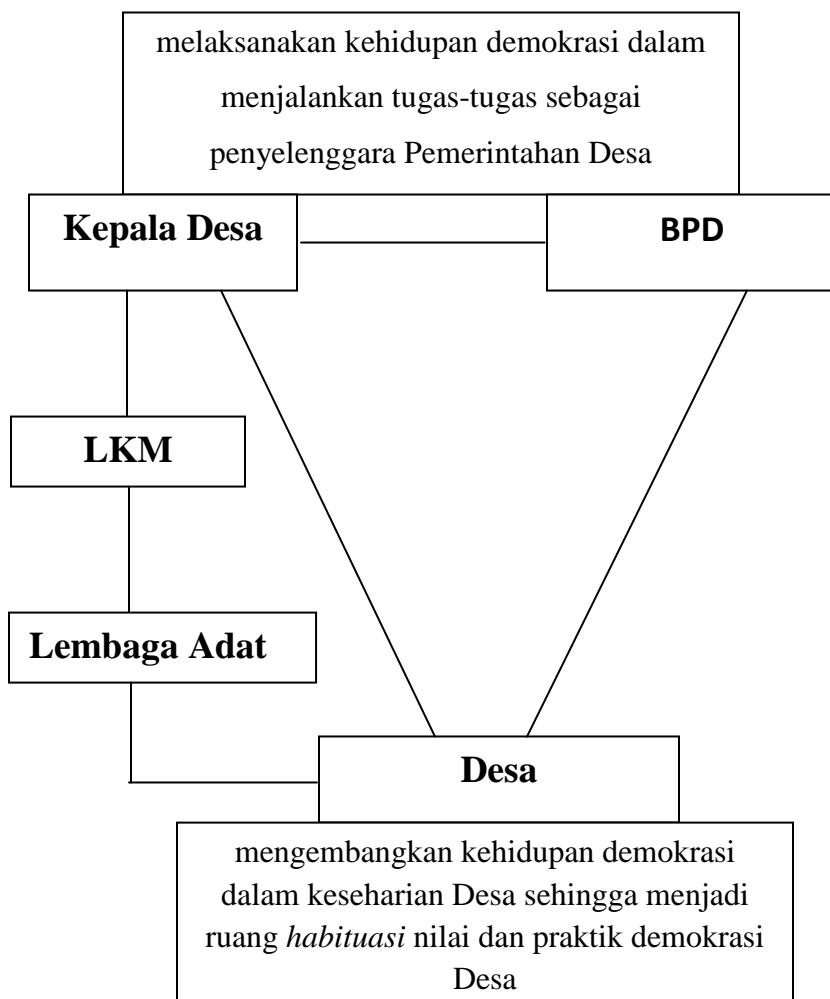 melaksanakan kehidupan demokrasi dalam
menjalankan tugas-tugas sebagai
penyelenggara Pemerintahan Desa
Kepala Desa
BPD
LKM
Lembaga Adat
Desa
mengembangkan kehidupan demokrasi
dalam keseharian Desa sehingga menjadi
ruang habituasi nilai dan praktik demokrasi
Desa